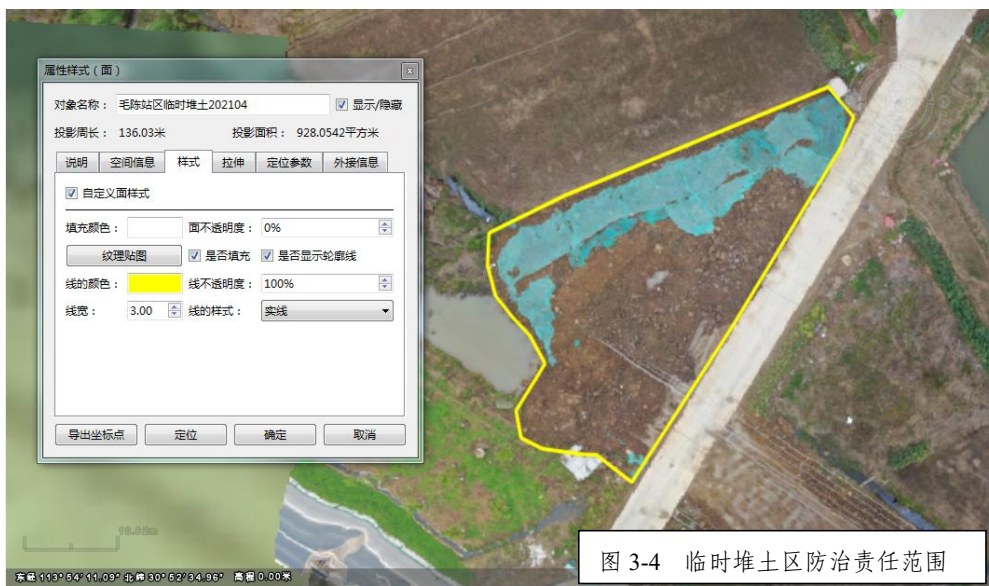 属性样式（面）
对象名称： 毛陈站区临时堆土202104 显示/隐藏
投影周长： 136.03米 投影面积： 928.0542平方米
说明 空间信息 样式 拉伸 定位参数 外接信息
自定义面样式
填充颜色： 面不透明度： 0%
纹理贴图 是否填充 是否显示轮廓线
线的颜色： 线不透明度： 100%
线宽： 3.00 线的样式： 实线
导出坐标点 定位 确定 取消
图 3-4 临时堆土区防治责任范围
东经 113° 54' 11.09" 北纬 30° 52' 34.96" 高程 0.00米